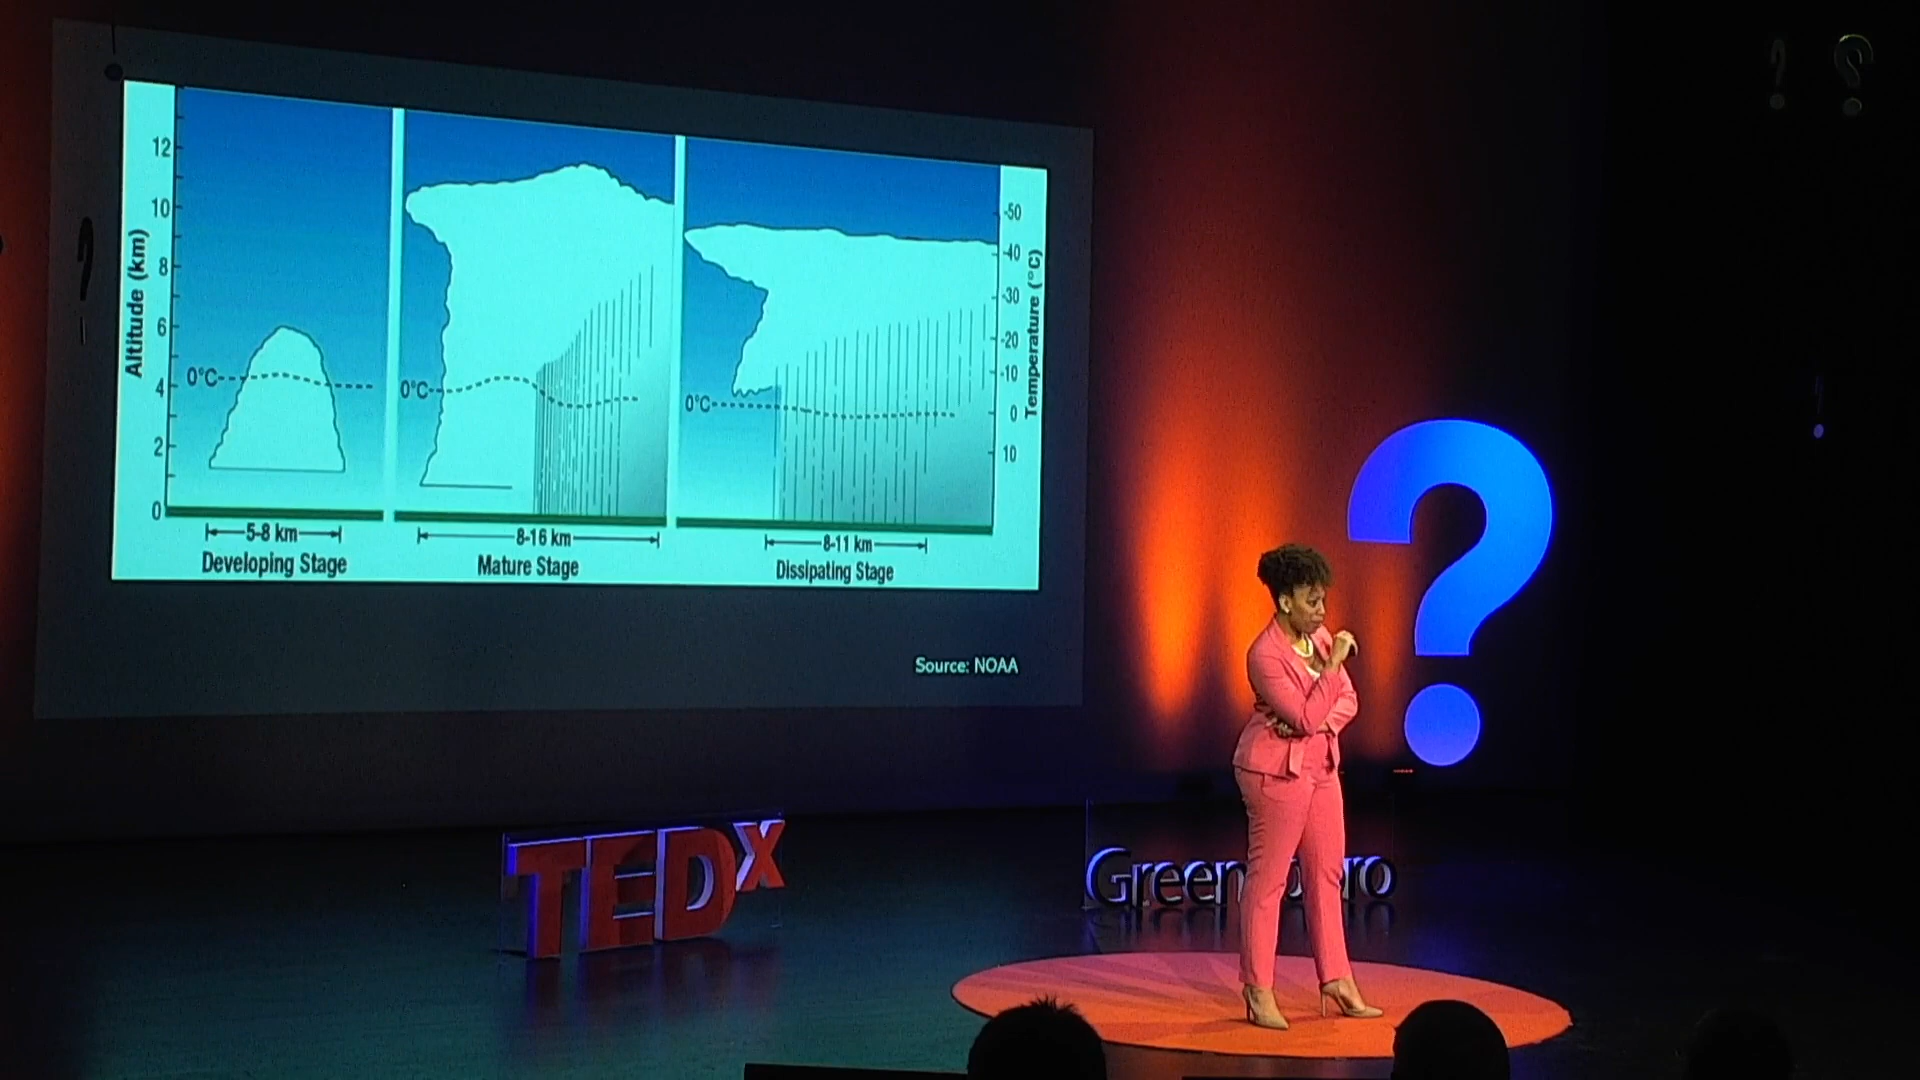 12
10
8
6
4
2
0
Altitude (km)
0°C
0°C
0°C
-50
-40
-30
-20
-10
0
10
Temperature (°C)
5-8 km
8-16 km
8-11 km
Developing Stage
Mature Stage
Dissipating Stage
Source: NOAA
?
TEDx
Green ro